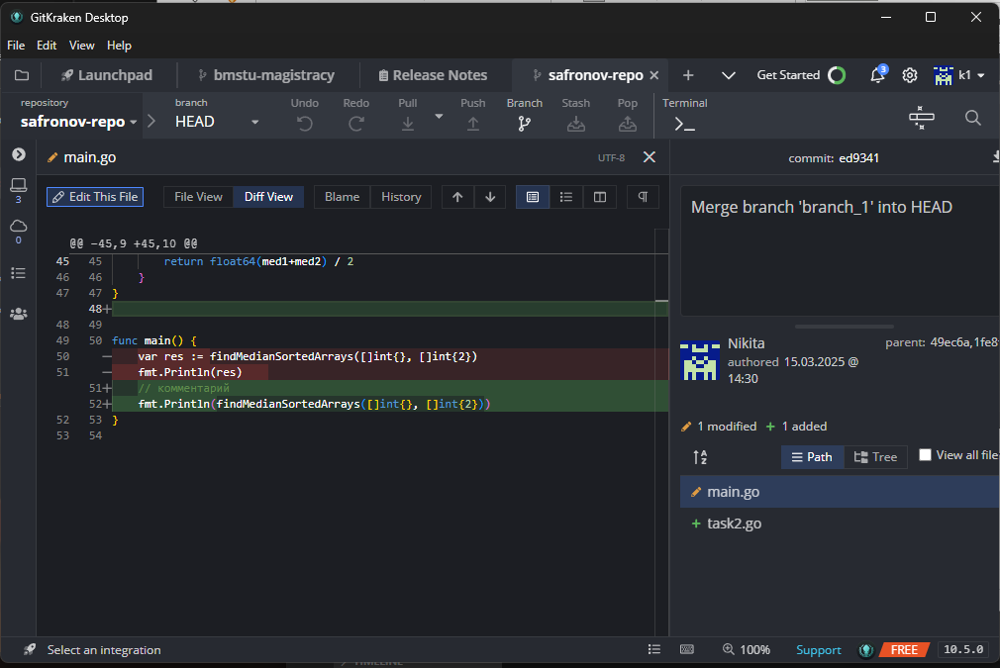 GitKraken Desktop
File Edit View Help
Launchpad bmstu-magistracy Release Notes safronov-repo Get Started 3 k1
repository branch Undo Redo Pull Push Branch Stash Pop Terminal
safronov-repo HEAD
main.go UTF-8 commit: ed9341
3
0
Edit This File File View Diff View Blame History
Merge branch 'branch_1' into HEAD
@@ -45,9 +45,10 @@
45 45 return float64(med1+med2) / 2
46 46 }
47 47 }
48+
48 49
49 50 func main() {
50 — var res := findMedianSortedArrays([]int{}, []int{2})
51 — fmt.Println(res)
51+ // комментарий
52+ fmt.Println(findMedianSortedArrays([]int{}, []int{2}))
52 53 }
53 54
Nikita parent: 49ec6a,1fe8
authored 15.03.2025 @
14:30
1 modified + 1 added
Path Tree View all file
main.go
+ task2.go
Select an integration 100% Support FREE 10.5.0